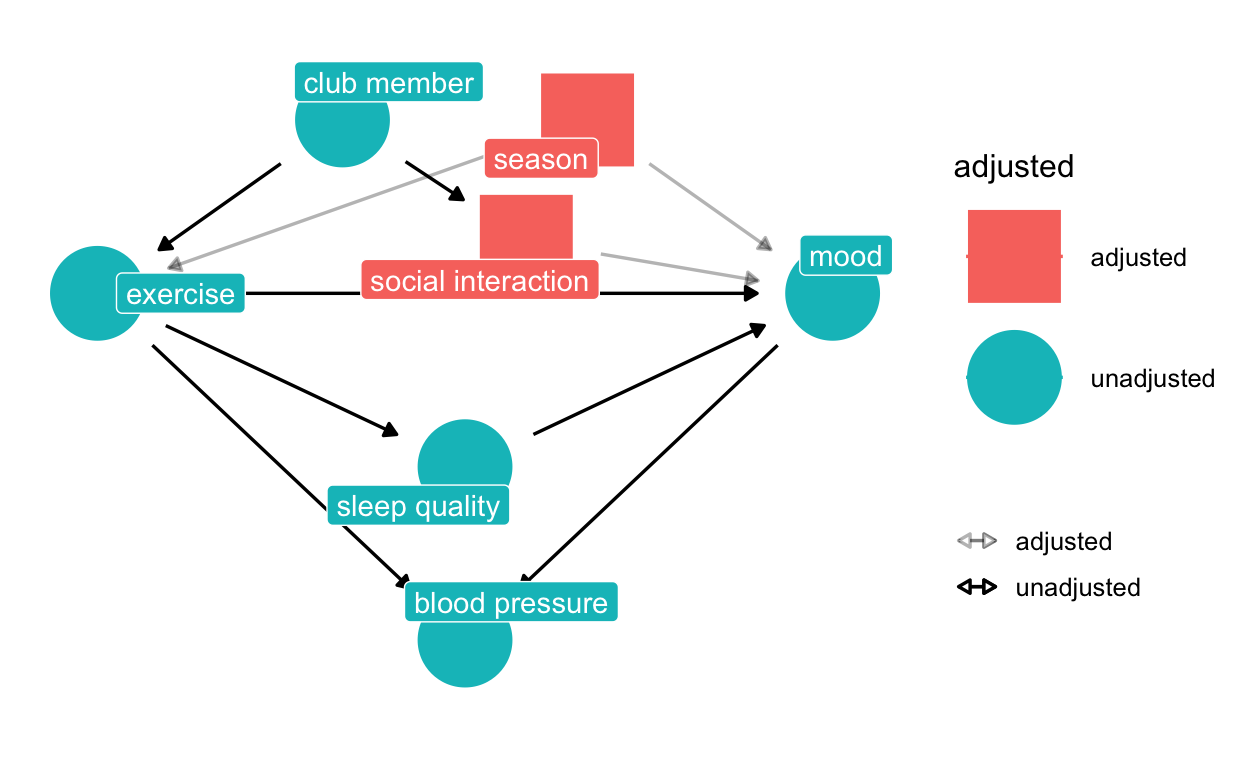 club member
season
social interaction
exercise
mood
sleep quality
blood pressure
adjusted
adjusted
unadjusted
adjusted
unadjusted